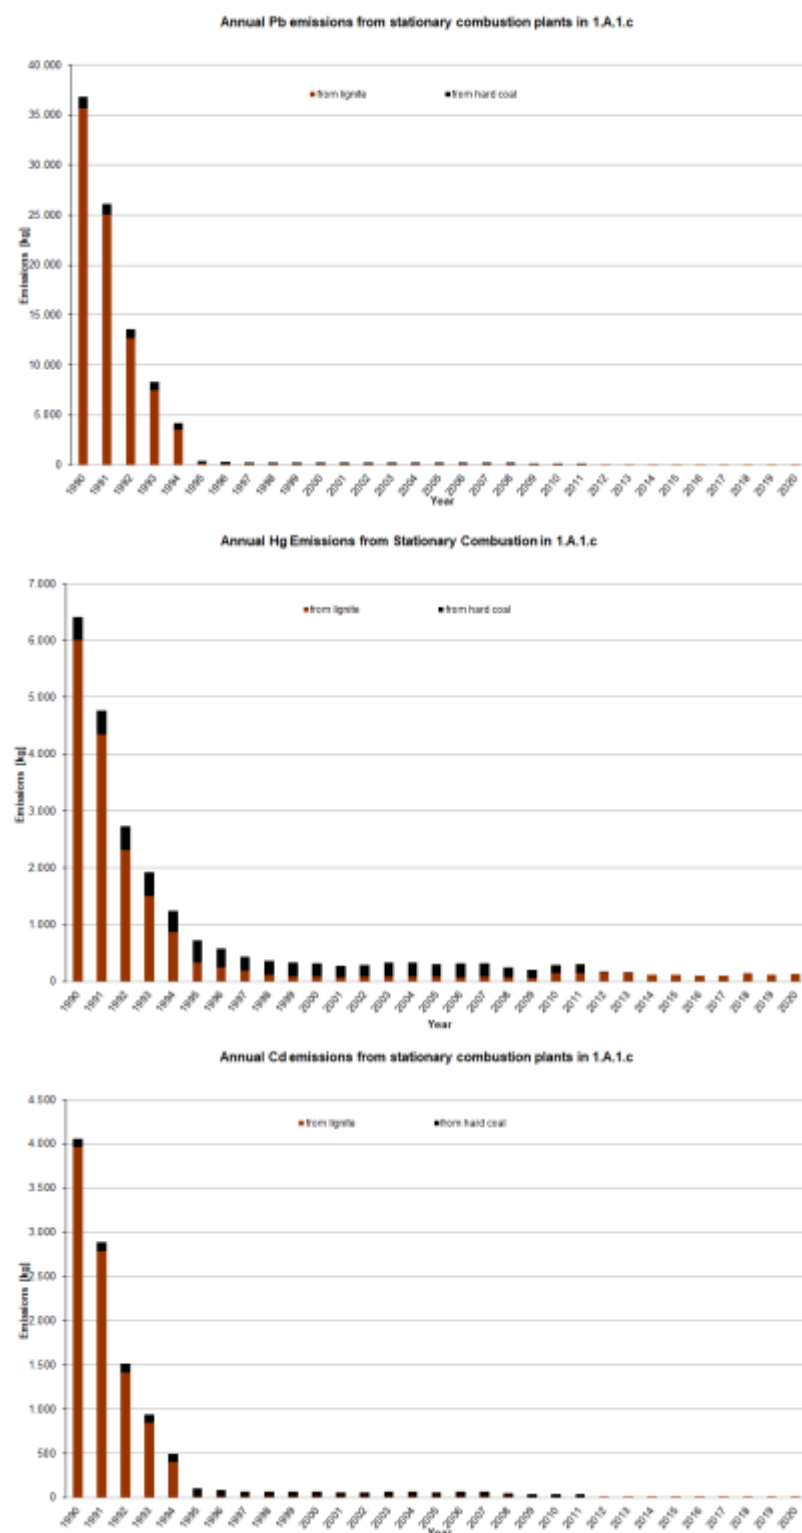 Annual Pb emissions from stationary combustion plants in 1.A.1.c
40.000
from lignite from hard coal
35.000
30.000
25.000
Emissions [kg]
20.000
15.000
10.000
5.000
0
1990 1991 1992 1993 1994 1995 1996 1997 1998 1999 2000 2001 2002 2003 2004 2005 2006 2007 2008 2009 2010 2011 2012 2013 2014 2015 2016 2017 2018 2019 2020
Year
Annual Hg Emissions from Stationary Combustion in 1.A.1.c
7.000
from lignite from hard coal
6.000
5.000
Emissions [kg]
4.000
3.000
2.000
1.000
0
1990 1991 1992 1993 1994 1995 1996 1997 1998 1999 2000 2001 2002 2003 2004 2005 2006 2007 2008 2009 2010 2011 2012 2013 2014 2015 2016 2017 2018 2019 2020
Year
Annual Cd emissions from stationary combustion plants in 1.A.1.c
4.500
from lignite from hard coal
4.000
3.500
3.000
Emissions [kg]
2.500
2.000
1.500
1.000
500
0
1990 1991 1992 1993 1994 1995 1996 1997 1998 1999 2000 2001 2002 2003 2004 2005 2006 2007 2008 2009 2010 2011 2012 2013 2014 2015 2016 2017 2018 2019 2020
Year